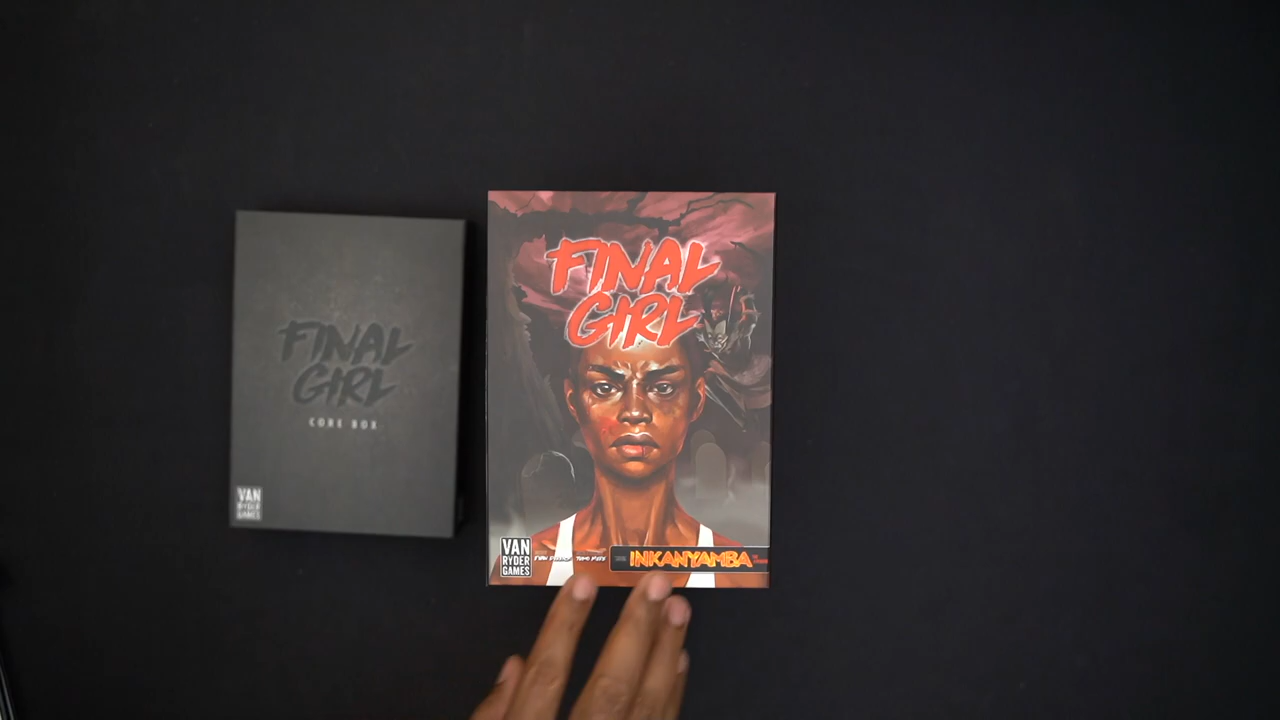 FINAL
GIRL
CORE BOX
VAN
RYDER
GAMES
FINAL
GIRL
VAN
RYDER
GAMES
INKANYAMBA